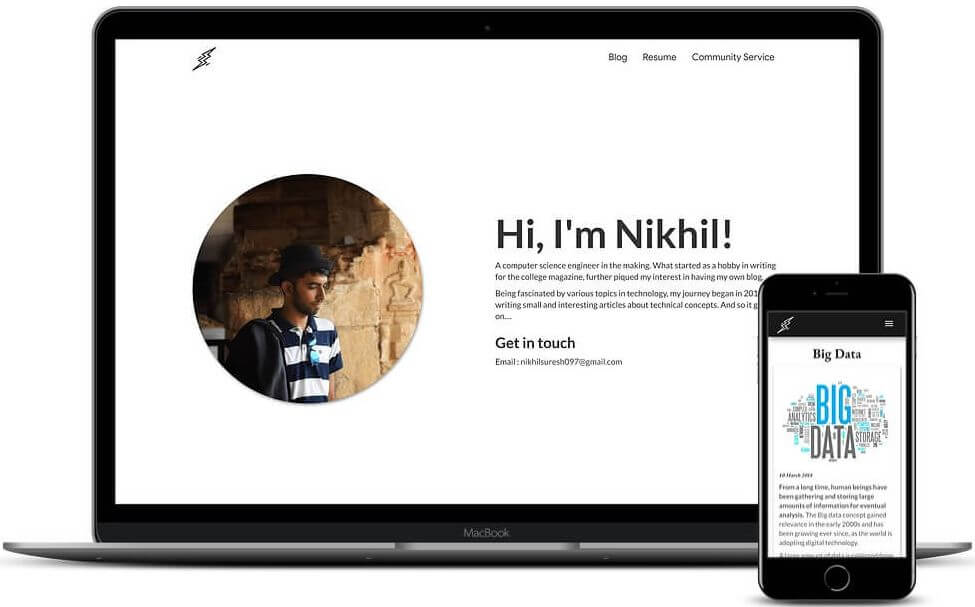 Blog Resume Community Service
Hi, I'm Nikhil!
A computer science engineer in the making. What started as a hobby in writing
for the college magazine, further piqued my interest in having my own blog.
Being fascinated by various topics in technology, my journey began in 201
writing small and interesting articles about technical concepts. And so it g
on...
Get in touch
Email : nikhilsuresh097@gmail.com
MacBook
Big Data
BIG
DATA
ANALYTICS
STORAGE
10 March 2018
From a long time, human beings have
been gathering and storing large
amounts of information for eventual
analysis. The Big data concept gained
relevance in the early 2000s and has
been growing ever since, as the world is
adopting digital technology.